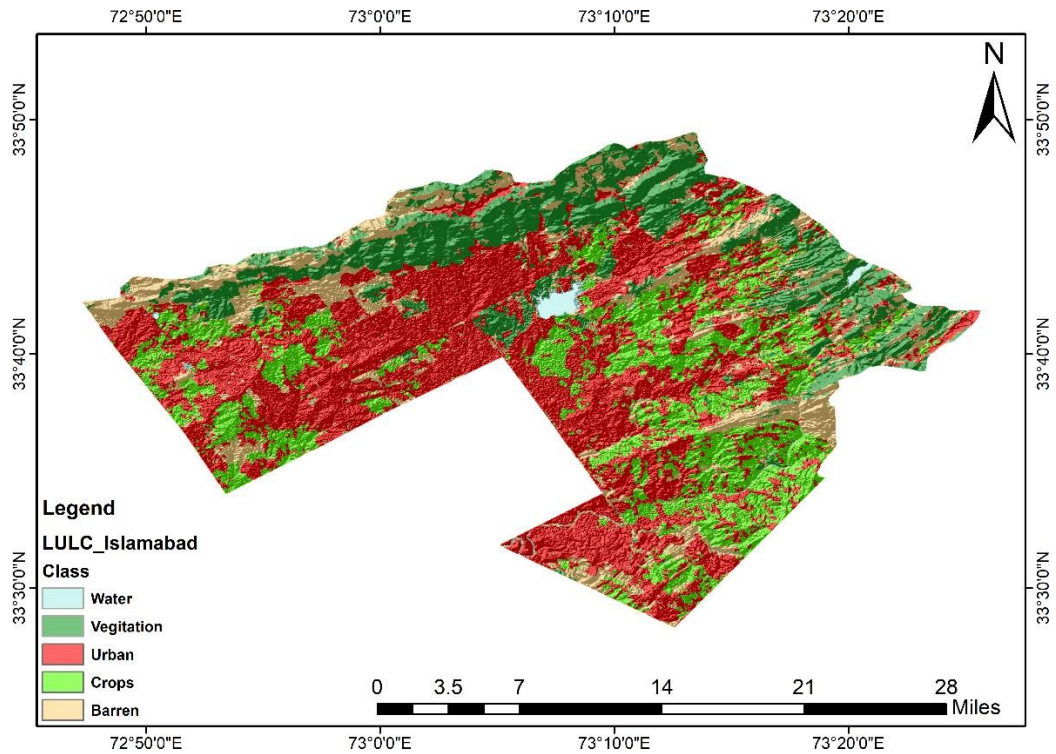 72°50'0"E 73°0'0"E 73°10'0"E 73°20'0"E
N
33°50'0"N 33°50'0"N
33°40'0"N 33°40'0"N
33°30'0"N 33°30'0"N
Legend
LULC_Islamabad
Class
Water
Vegitation
Urban
Crops
Barren
0 3.5 7 14 21 28
Miles
72°50'0"E 73°0'0"E 73°10'0"E 73°20'0"E